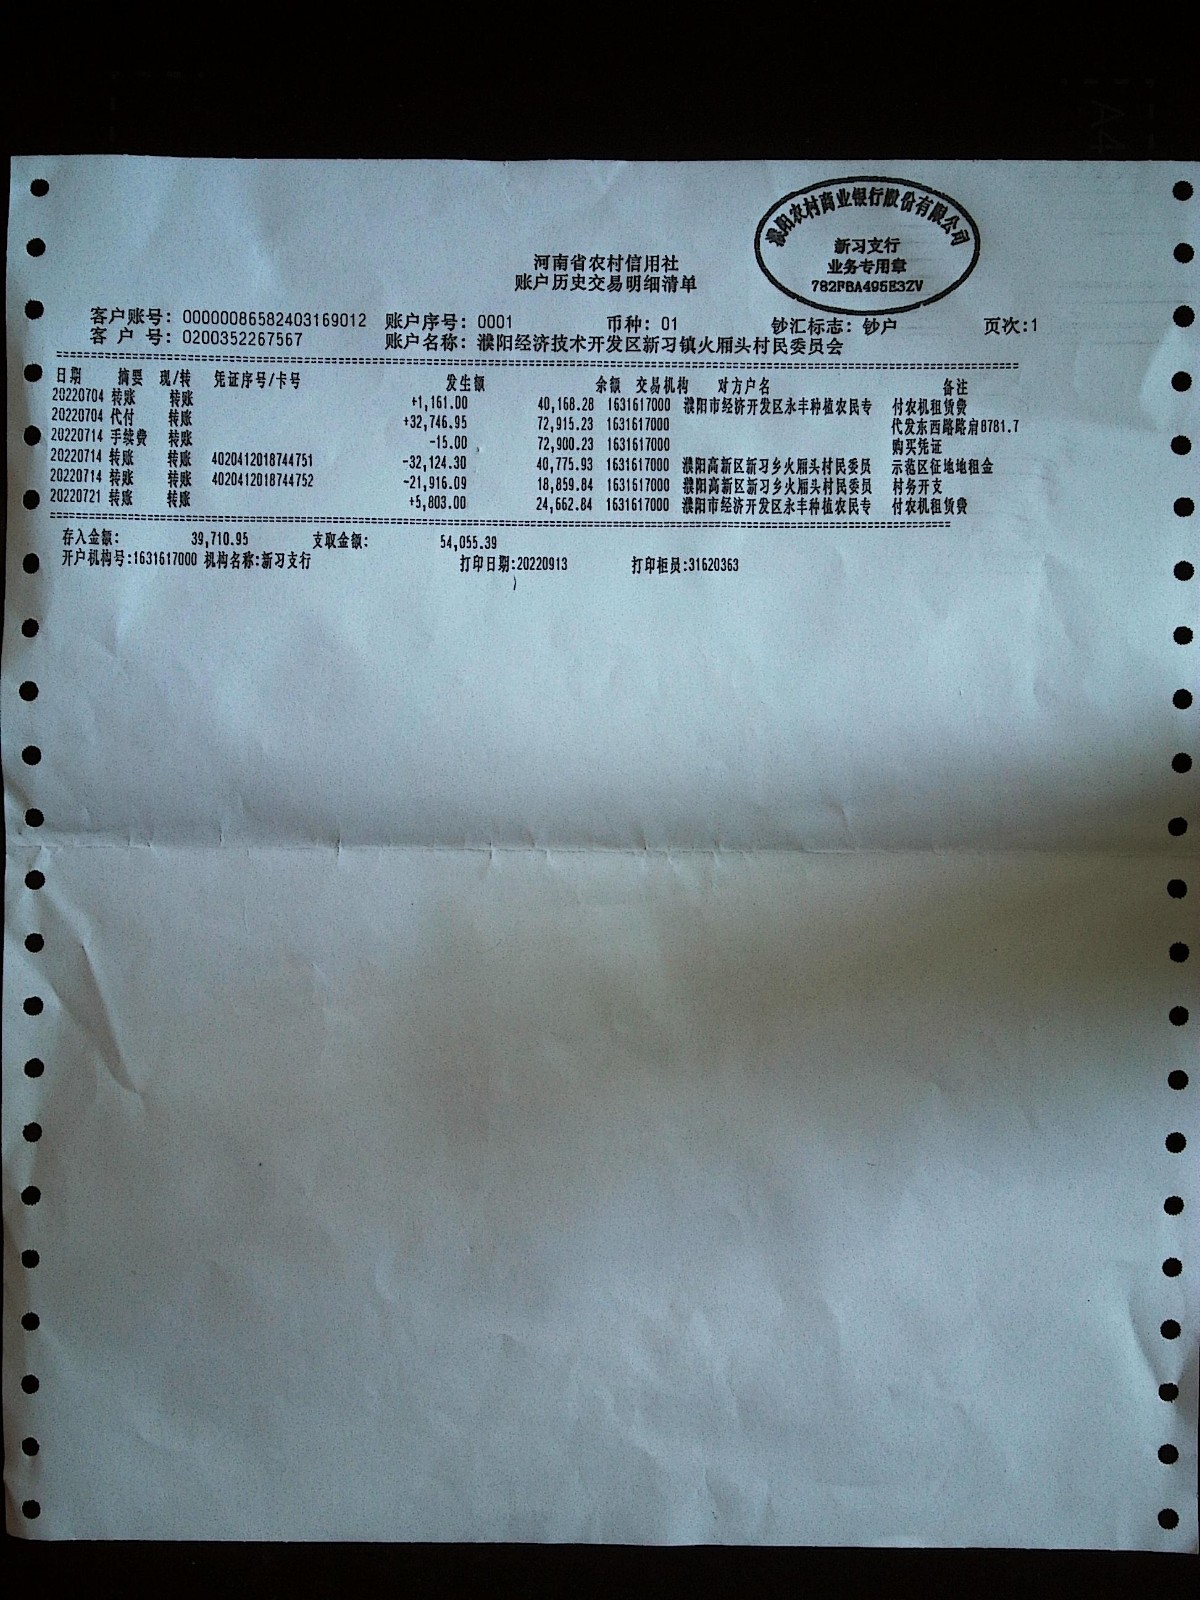 濮阳农村商业银行股份有限公司
新习支行
业务专用章
782FBA495E3ZV
河南省农村信用社
账户历史交易明细清单
客户账号: 00000086582403169012 账户序号: 0001 币种: 01 钞汇标志: 钞户 页次:1
客 户 号: 0200352267567 账户名称: 濮阳经济技术开发区新习镇火厢头村民委员会
日期 摘要 现/转 凭证序号/卡号 发生额 余额 交易机构 对方户名 备注
20220704 转账 转账 +1,161.00 40,168.28 1631617000 濮阳市经济开发区永丰种植农民专 付农机租赁费
20220704 代付 转账 +32,746.95 72,915.23 1631617000 代发东西路路肩8781.7
20220714 手续费 转账 -15.00 72,900.23 1631617000 购买凭证
20220714 转账 转账 4020412018744751 -32,124.30 40,775.93 1631617000 濮阳高新区新习乡火厢头村民委员 示范区征地地租金
20220714 转账 转账 4020412018744752 -21,916.09 18,859.84 1631617000 濮阳高新区新习乡火厢头村民委员 村务开支
20220721 转账 转账 +5,803.00 24,662.84 1631617000 濮阳市经济开发区永丰种植农民专 付农机租赁费
存入金额: 39,710.95 支取金额: 54,055.39
开户机构号:1631617000 机构名称:新习支行 打印日期:20220913 打印柜员:31620363